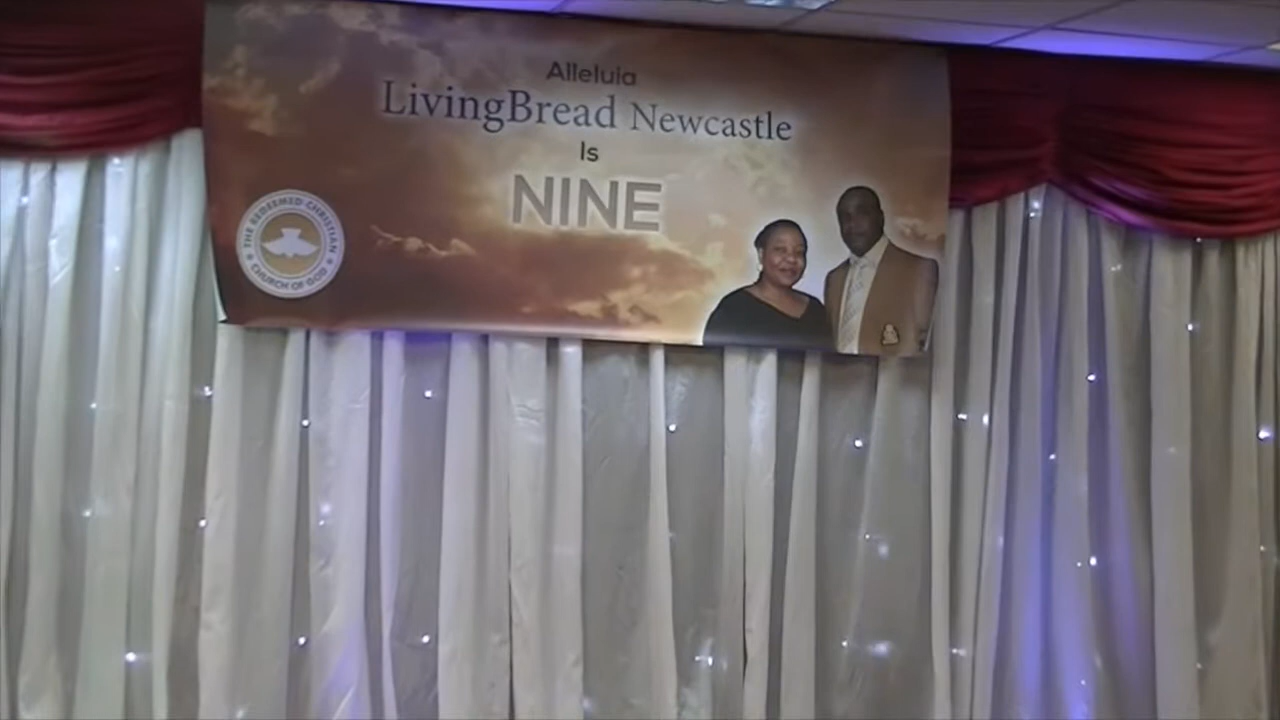 Alleluia
LivingBread Newcastle
Is
NINE
THE REDEEMED CHRISTIAN
CHURCH OF GOD